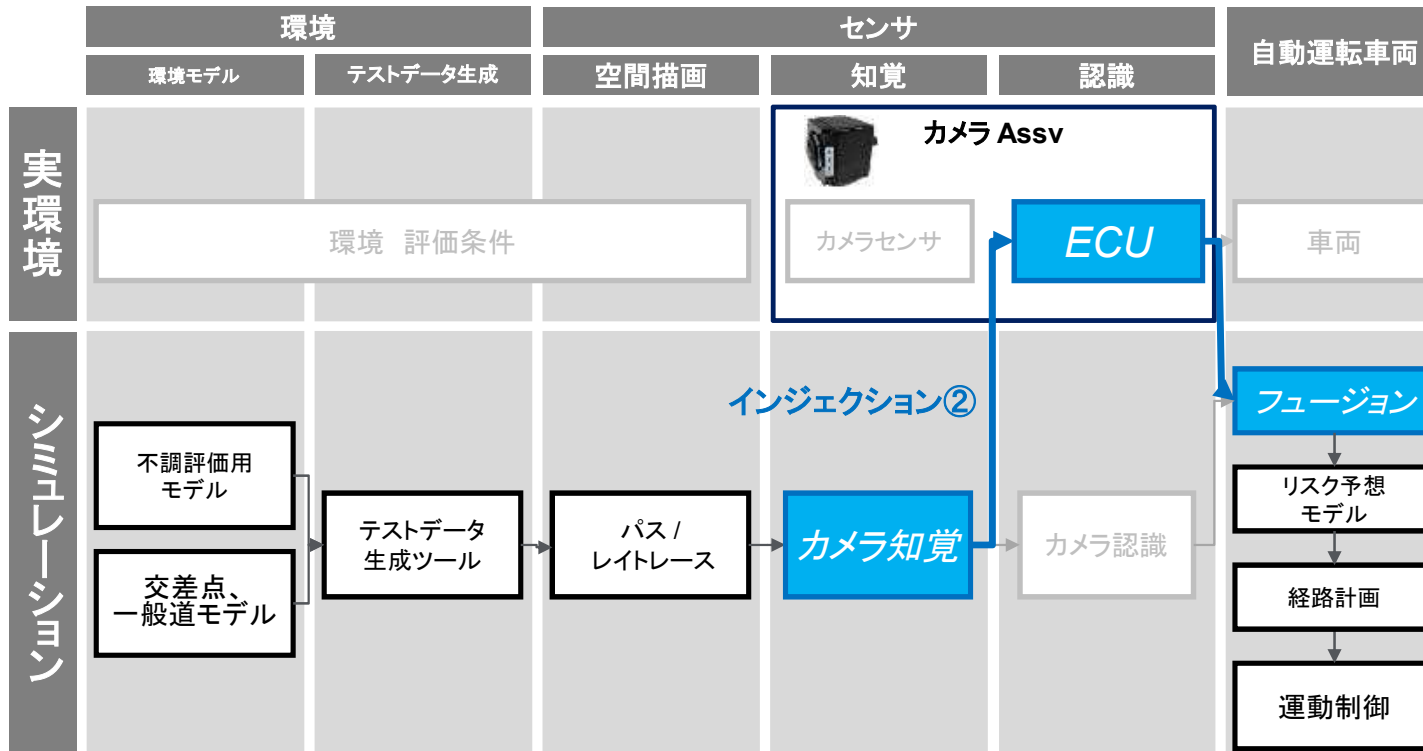 環境
センサ
自動運転車両
環境モデル
テストデータ生成
空間描画
知覚
認識
実環境
カメラ Assv
環境 評価条件
カメラセンサ
ECU
車両
シミュレーション
インジェクション②
フュージョン
不調評価用
モデル
リスク予想
モデル
テストデータ
生成ツール
パス /
レイトレース
カメラ知覚
カメラ認識
交差点、
一般道モデル
経路計画
運動制御